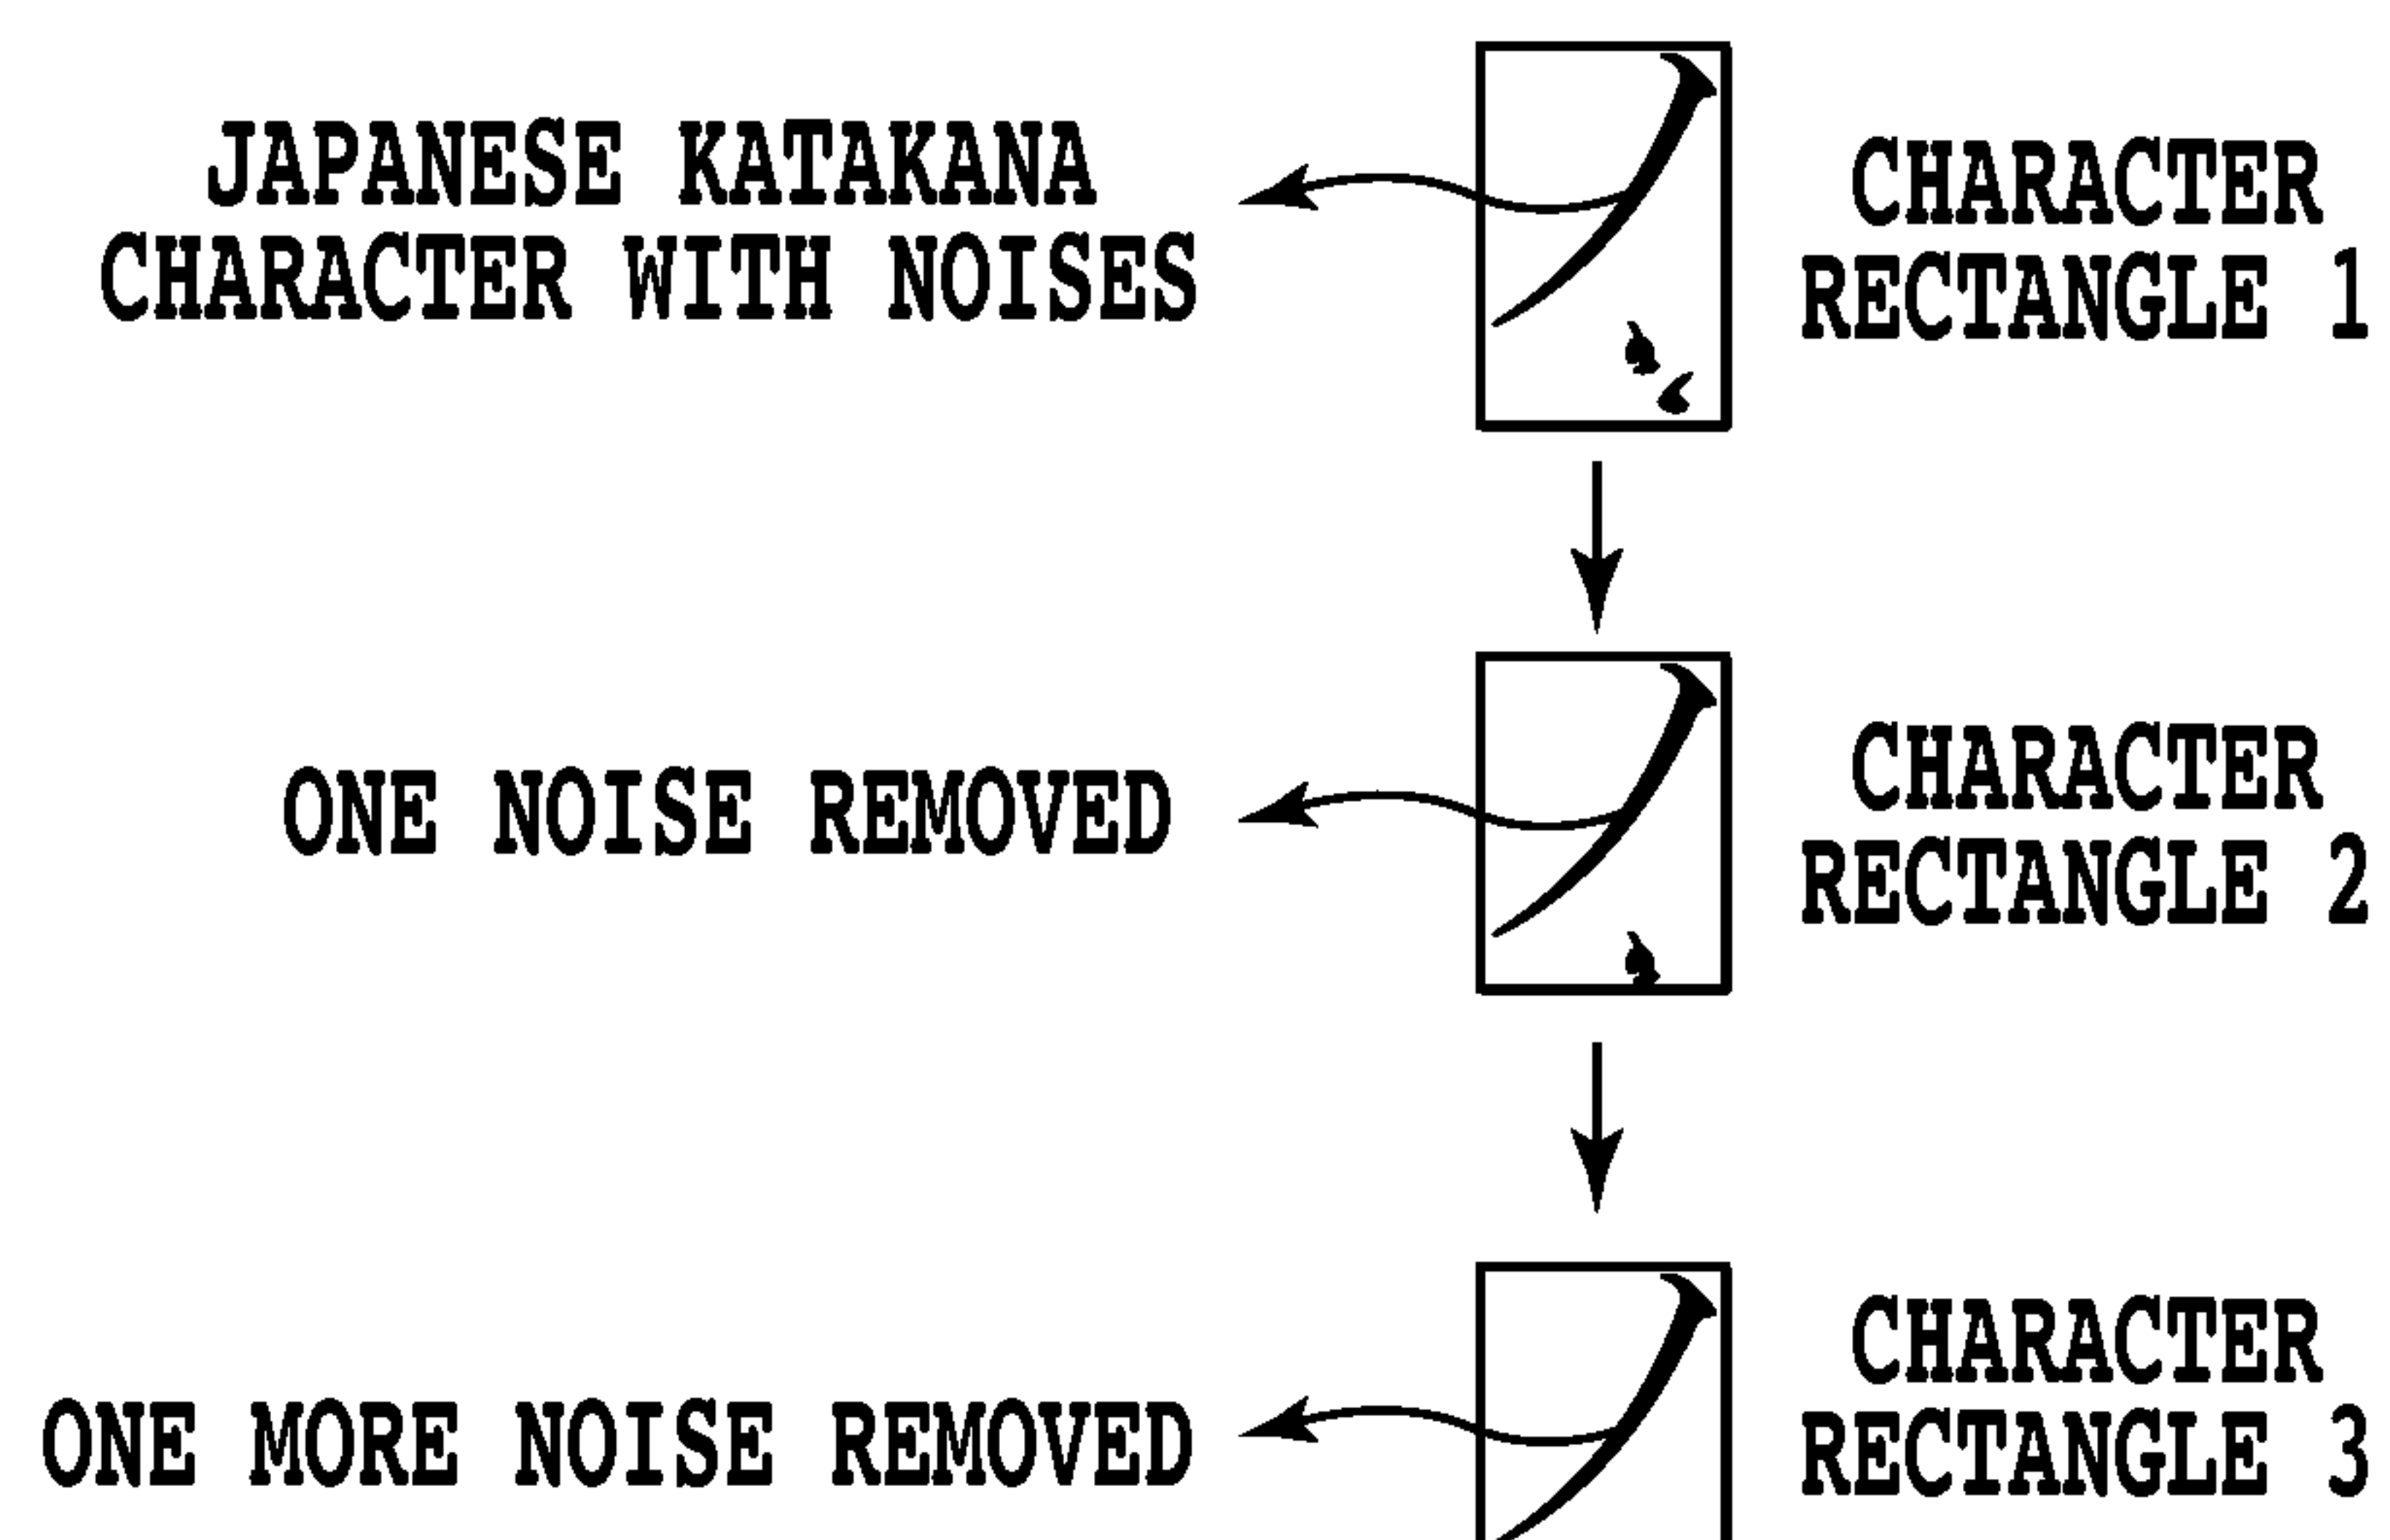 JAPANESE KATAKANA
CHARACTER WITH NOISES
CHARACTER
RECTANGLE 1
ONE NOISE REMOVED
CHARACTER
RECTANGLE 2
ONE MORE NOISE REMOVED
CHARACTER
RECTANGLE 3